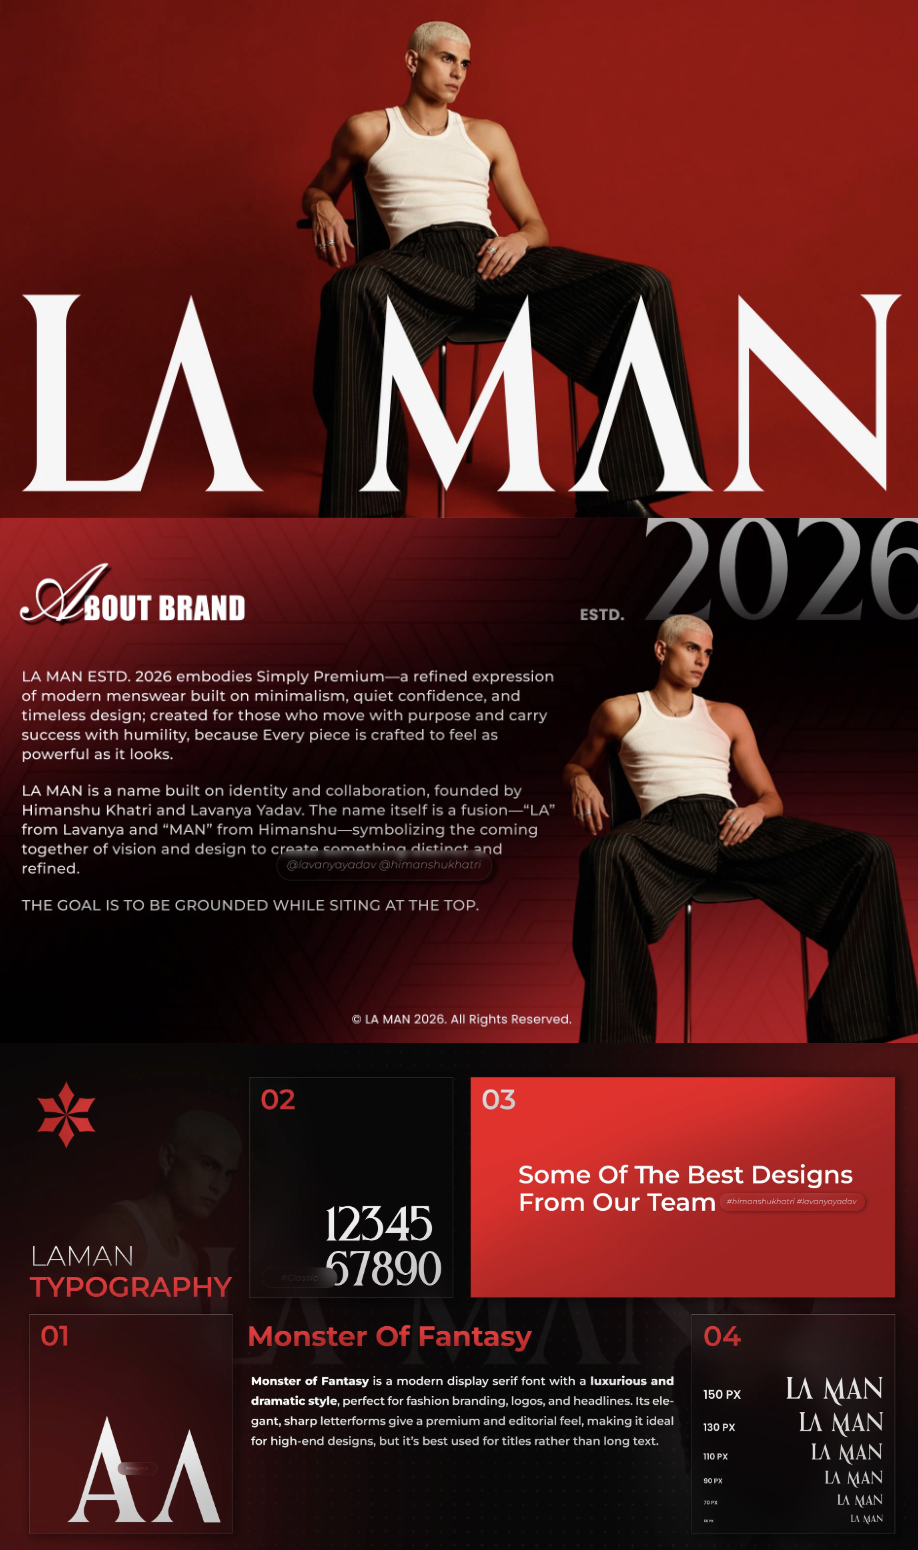 LA MAN
2026
ESTD.
ABOUT BRAND
LA MAN ESTD. 2026 embodies Simply Premium—a refined expression
of modern menswear built on minimalism, quiet confidence, and
timeless design; created for those who move with purpose and carry
success with humility, because Every piece is crafted to feel as
powerful as it looks.
LA MAN is a name built on identity and collaboration, founded by
Himanshu Khatri and Lavanya Yadav. The name itself is a fusion—“LA”
from Lavanya and “MAN” from Himanshu—symbolizing the coming
together of vision and design to create something distinct and
refined.
@lavanyayadav @himanshukhatri
THE GOAL IS TO BE GROUNDED WHILE SITING AT THE TOP.
© LA MAN 2026. All Rights Reserved.
LAMAN
TYPOGRAPHY
02
12345
67890
#Classic
03
Some Of The Best Designs
From Our Team
#himanshukhatri #lavanyayadav
01
AA
Monster Of Fantasy
Monster of Fantasy is a modern display serif font with a luxurious and
dramatic style, perfect for fashion branding, logos, and headlines. Its ele-
gant, sharp letterforms give a premium and editorial feel, making it ideal
for high-end designs, but it’s best used for titles rather than long text.
04
150 PX LA MAN
130 PX LA MAN
110 PX LA MAN
90 PX LA MAN
70 PX LA MAN
LA MAN